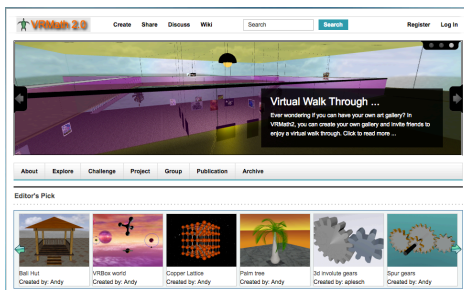 VRMath 2.0
Create Share Discuss Wiki
Search
Search
Register Log In
Virtual Walk Through ...
Ever wondering if you can have your own art gallery? In
VRMath2, you can create your own gallery and invite friends to
enjoy a virtual walk through. Click to read more ...
About Explore Challenge Project Group Publication Archive
Editor's Pick
Bali Hut VRBox world Copper Lattice Palm tree 3d involute gears Spur gears
Created by: Andy Created by: Andy Created by: Andy Created by: Andy Created by: aplesch Created by: Andy